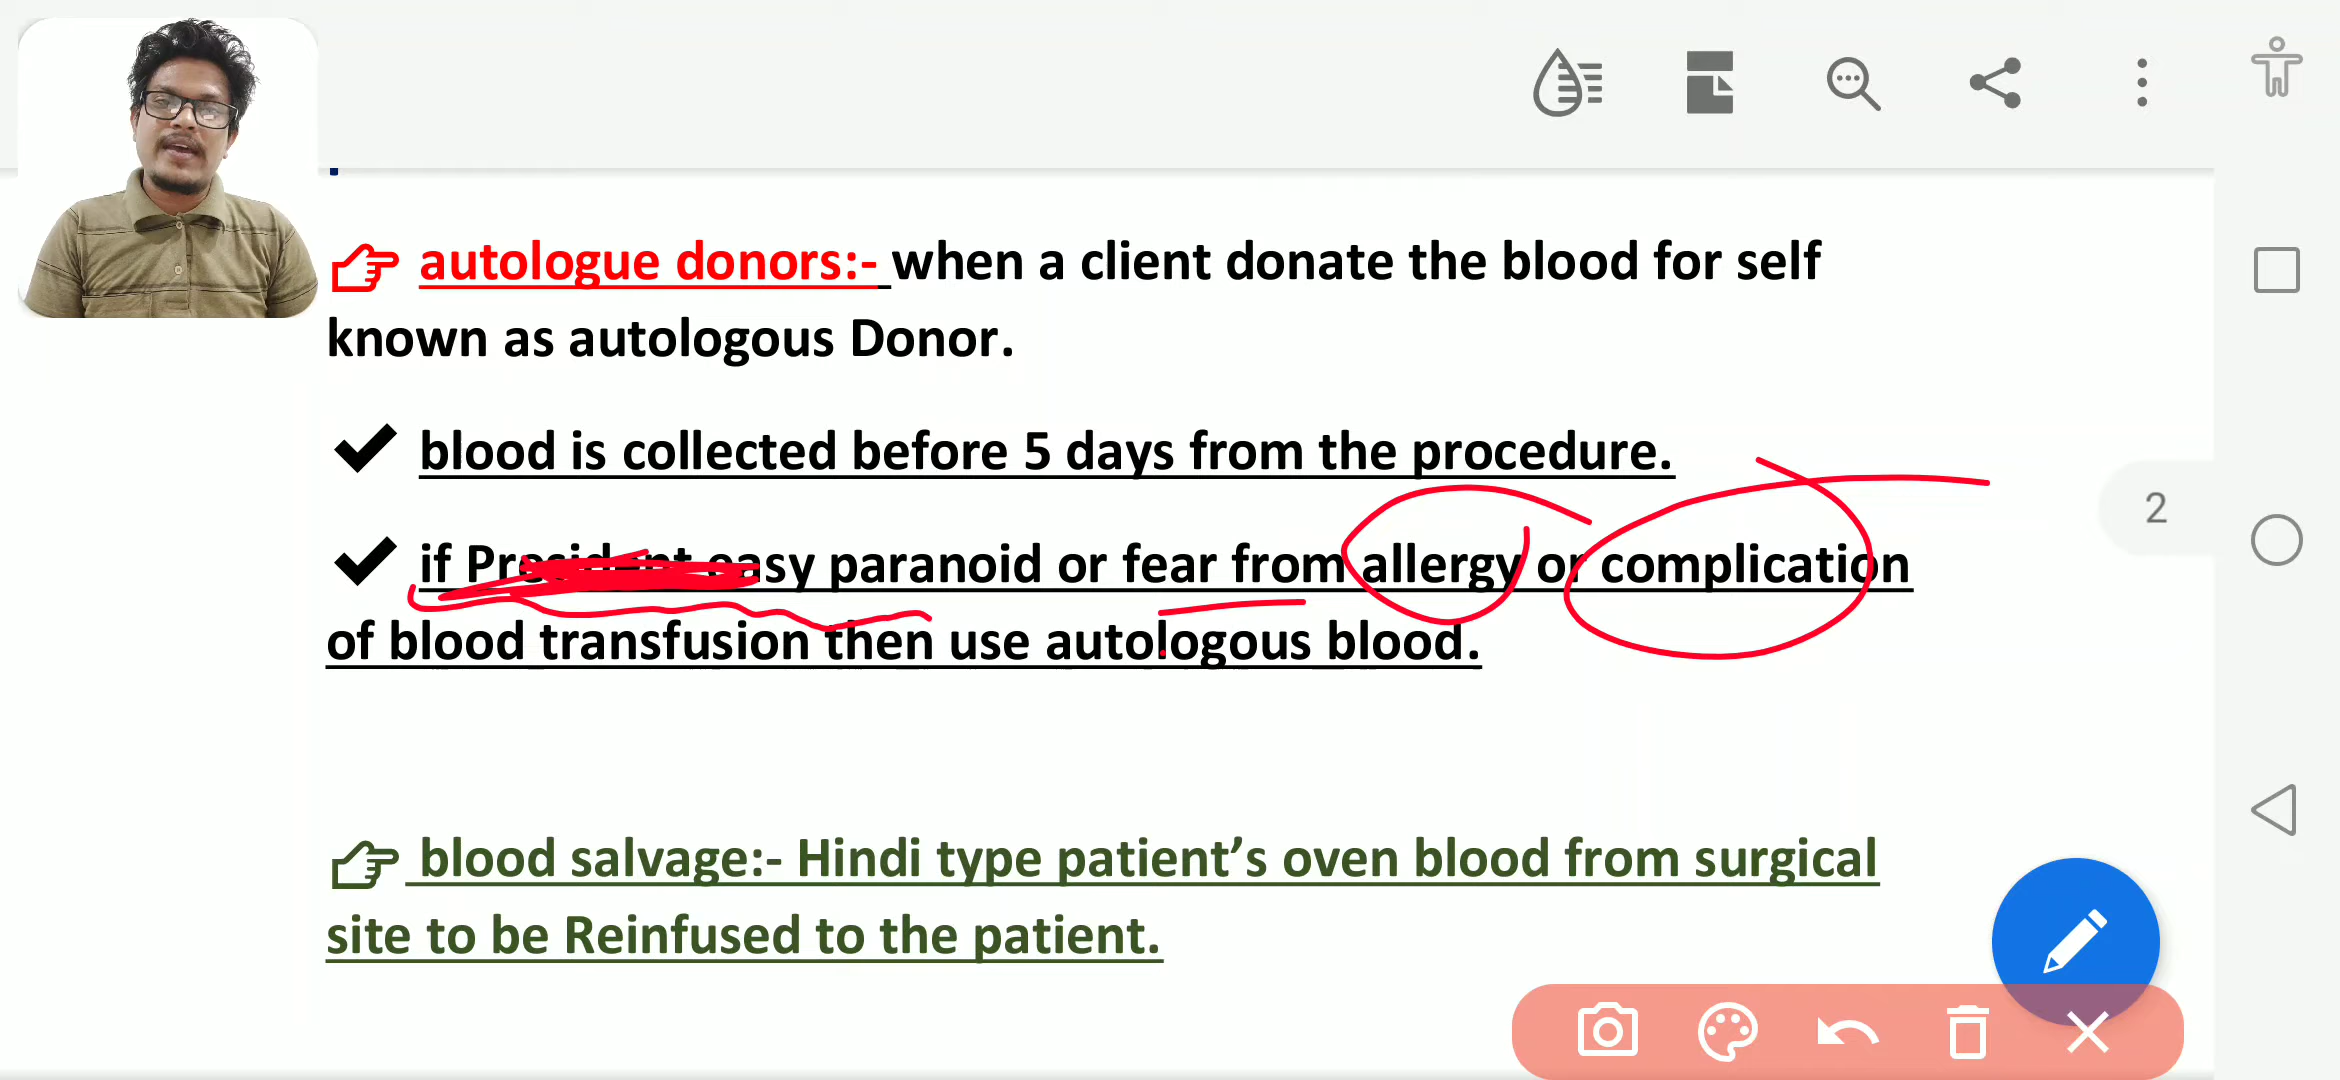 autologue donors:- when a client donate the blood for self
known as autologous Donor.
blood is collected before 5 days from the procedure.
if President easy paranoid or fear from allergy or complication
of blood transfusion then use autologous blood.
2
blood salvage:- Hindi type patient’s oven blood from surgical
site to be Reinfused to the patient.